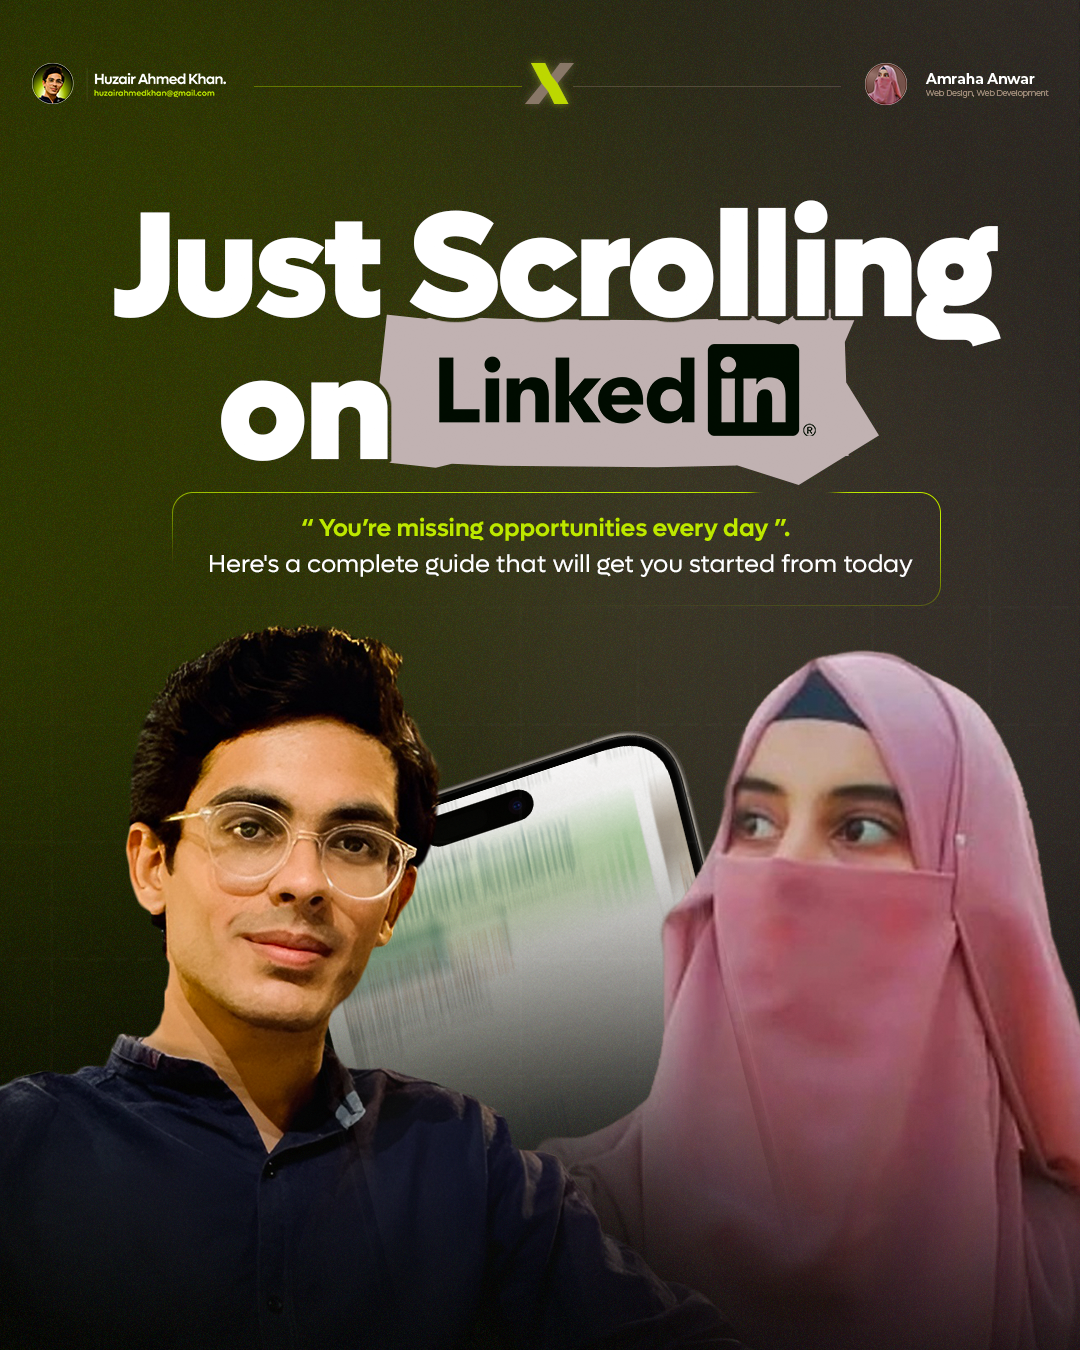 Huzair Ahmed Khan.
huzairahmedkhan@gmail.com
X
Amraha Anwar
Web Design, Web Development
Just Scrolling
on Linkedin®
“ You’re missing opportunities every day ”.
Here's a complete guide that will get you started from today